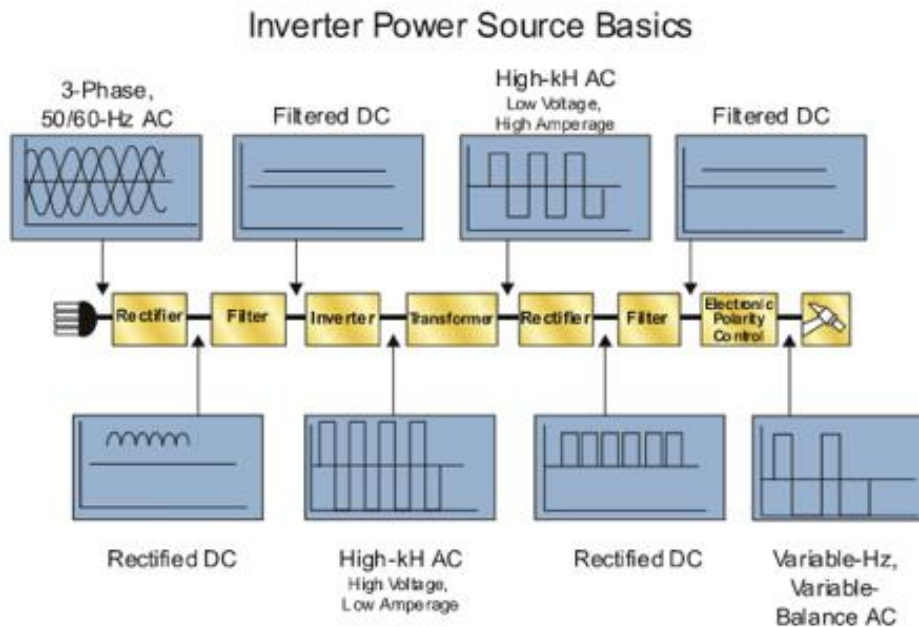 Inverter Power Source Basics
3-Phase,
50/60-Hz AC
Filtered DC
High-kH AC
Low Voltage,
High Amperage
Filtered DC
Rectifier
Filter
Inverter
Transformer
Rectifier
Filter
Electronic
Polarity
Control
Rectified DC
High-kH AC
High Voltage,
Low Amperage
Rectified DC
Variable-Hz,
Variable-
Balance AC